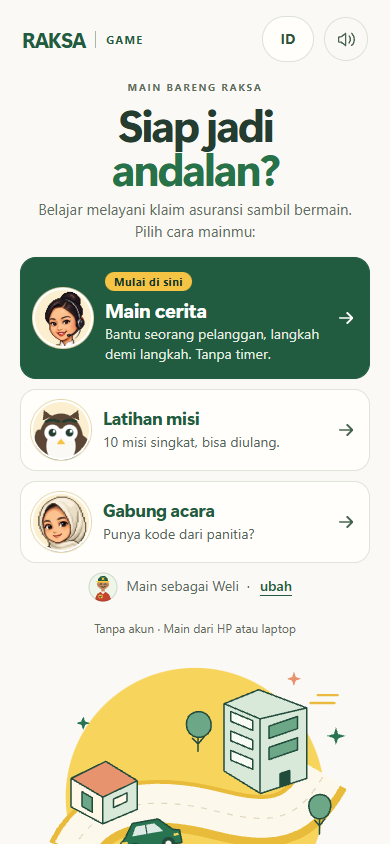 RAKSA | GAME
ID
MAIN BARENG RAKSA
Siap jadi
andalan?
Belajar melayani klaim asuransi sambil bermain.
Pilih cara mainmu:
Mulai di sini
Main cerita
Bantu seorang pelanggan, langkah
demi langkah. Tanpa timer.
Latihan misi
10 misi singkat, bisa diulang.
Gabung acara
Punya kode dari panitia?
Main sebagai Weli · ubah
Tanpa akun · Main dari HP atau laptop